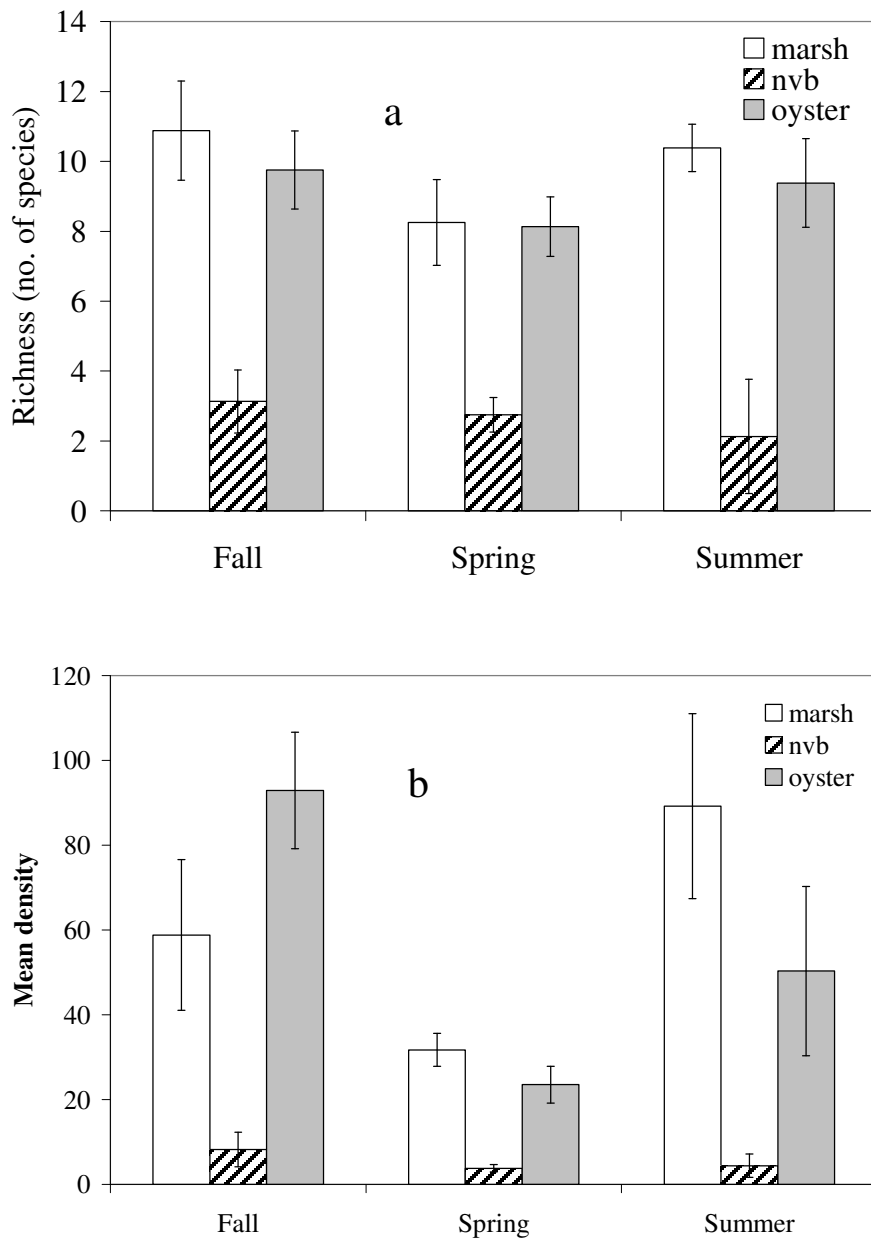 14
12
10
8
6
4
2
0
Richness (no. of species)
a
marsh
nvb
oyster
Fall Spring Summer
120
100
80
60
40
20
0
Mean density
b
marsh
nvb
oyster
Fall Spring Summer